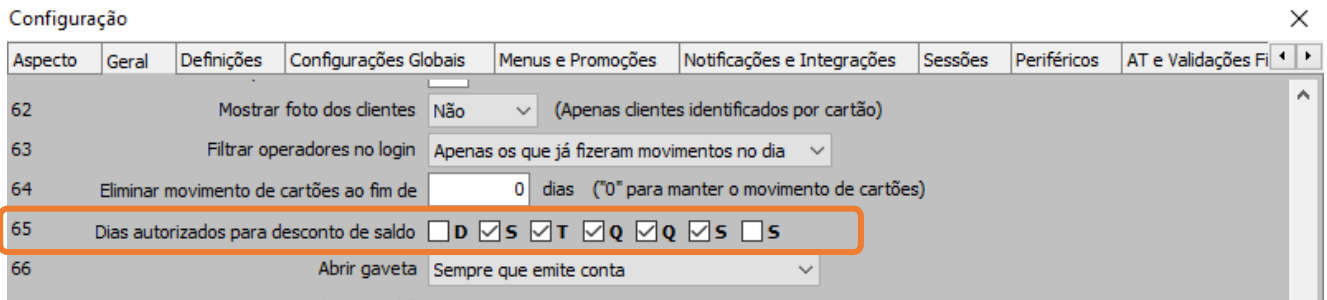 Configuração
Aspecto Geral Definições Configurações Globais Menus e Promoções Notificações e Integrações Sessões Periféricos AT e Validações Fi
62 Mostrar foto dos clientes Não (Apenas clientes identificados por cartão)
63 Filtrar operadores no login Apenas os que já fizeram movimentos no dia
64 Eliminar movimento de cartões ao fim de 0 dias ("0" para manter o movimento de cartões)
65 Dias autorizados para desconto de saldo D S T Q Q S S
66 Abrir gaveta Sempre que emite conta